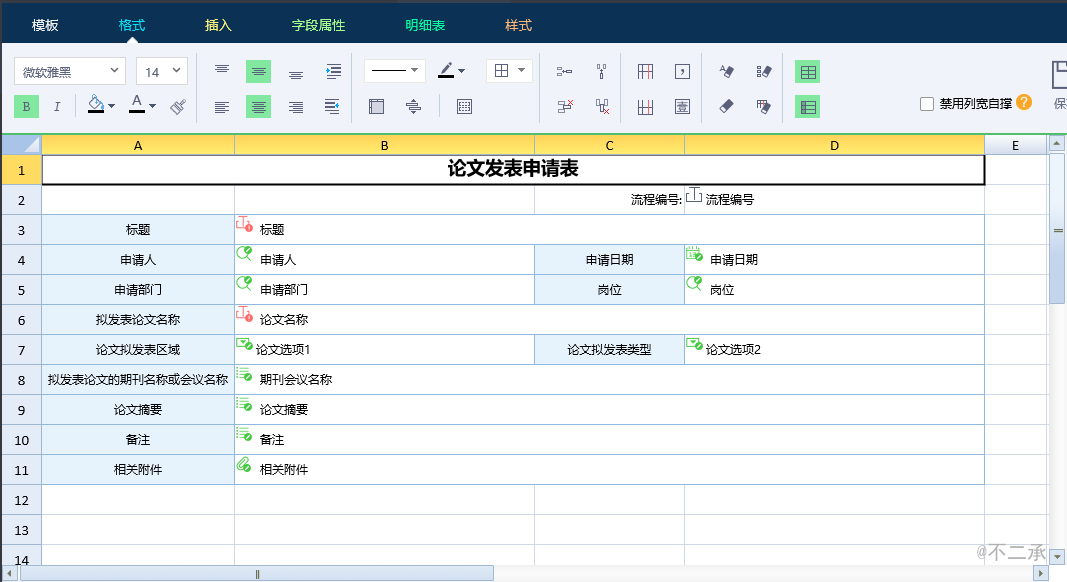 模板 格式 插入 字段属性 明细表 样式
微软雅黑 14
B I A 壹 禁用列宽自撑 ?
A B C D E
1 论文发表申请表
2 流程编号: 流程编号
3 标题 标题
4 申请人 申请人 申请日期 申请日期
5 申请部门 申请部门 岗位 岗位
6 拟发表论文名称 论文名称
7 论文拟发表区域 论文选项1 论文拟发表类型 论文选项2
8 拟发表论文的期刊名称或会议名称 期刊会议名称
9 论文摘要 论文摘要
10 备注 备注
11 相关附件 相关附件
12
13
14
@不二承